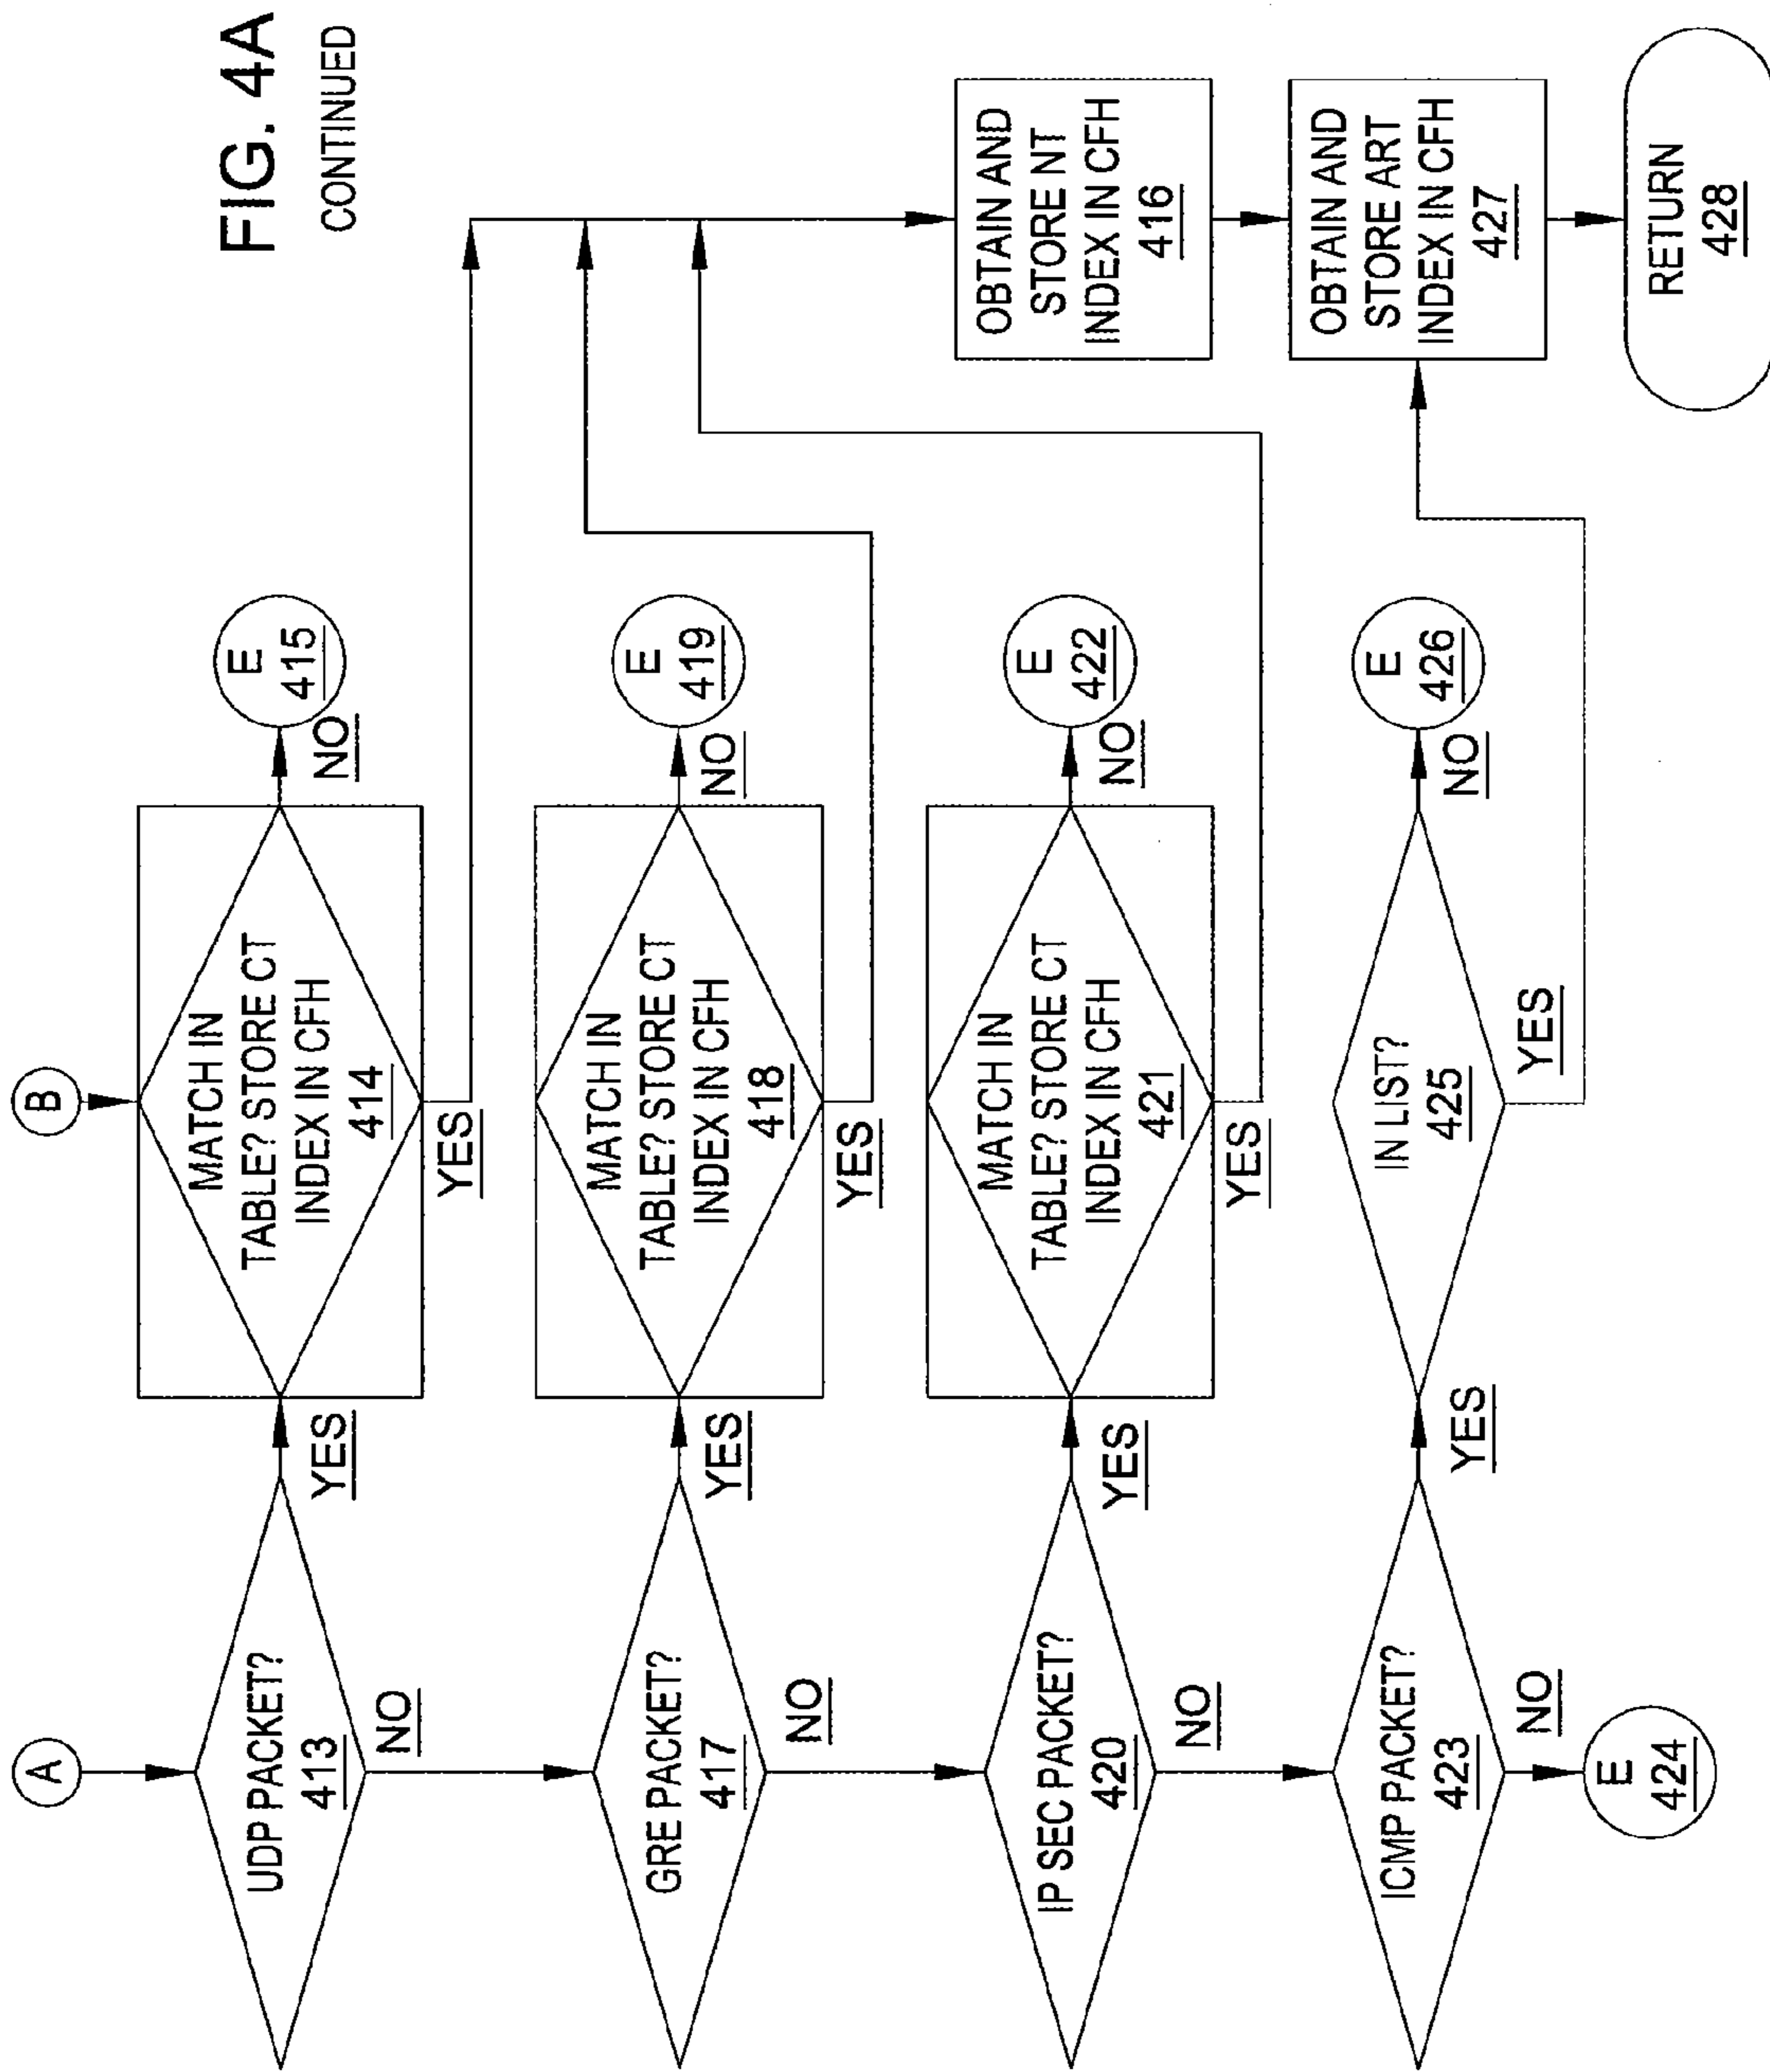 FIG. 4A
CONTINUED
A
B
UDP PACKET?
413
YES
NO
MATCH IN
TABLE? STORE CT
INDEX IN CFH
414
NO
YES
E
415
GRE PACKET?
417
YES
NO
MATCH IN
TABLE? STORE CT
INDEX IN CFH
418
NO
YES
E
419
IP SEC PACKET?
420
YES
NO
MATCH IN
TABLE? STORE CT
INDEX IN CFH
421
NO
YES
E
422
OBTAIN AND
STORE NT
INDEX IN CFH
416
ICMP PACKET?
423
YES
NO
IN LIST?
425
NO
YES
E
426
OBTAIN AND
STORE ART
INDEX IN CFH
427
E
424
RETURN
428